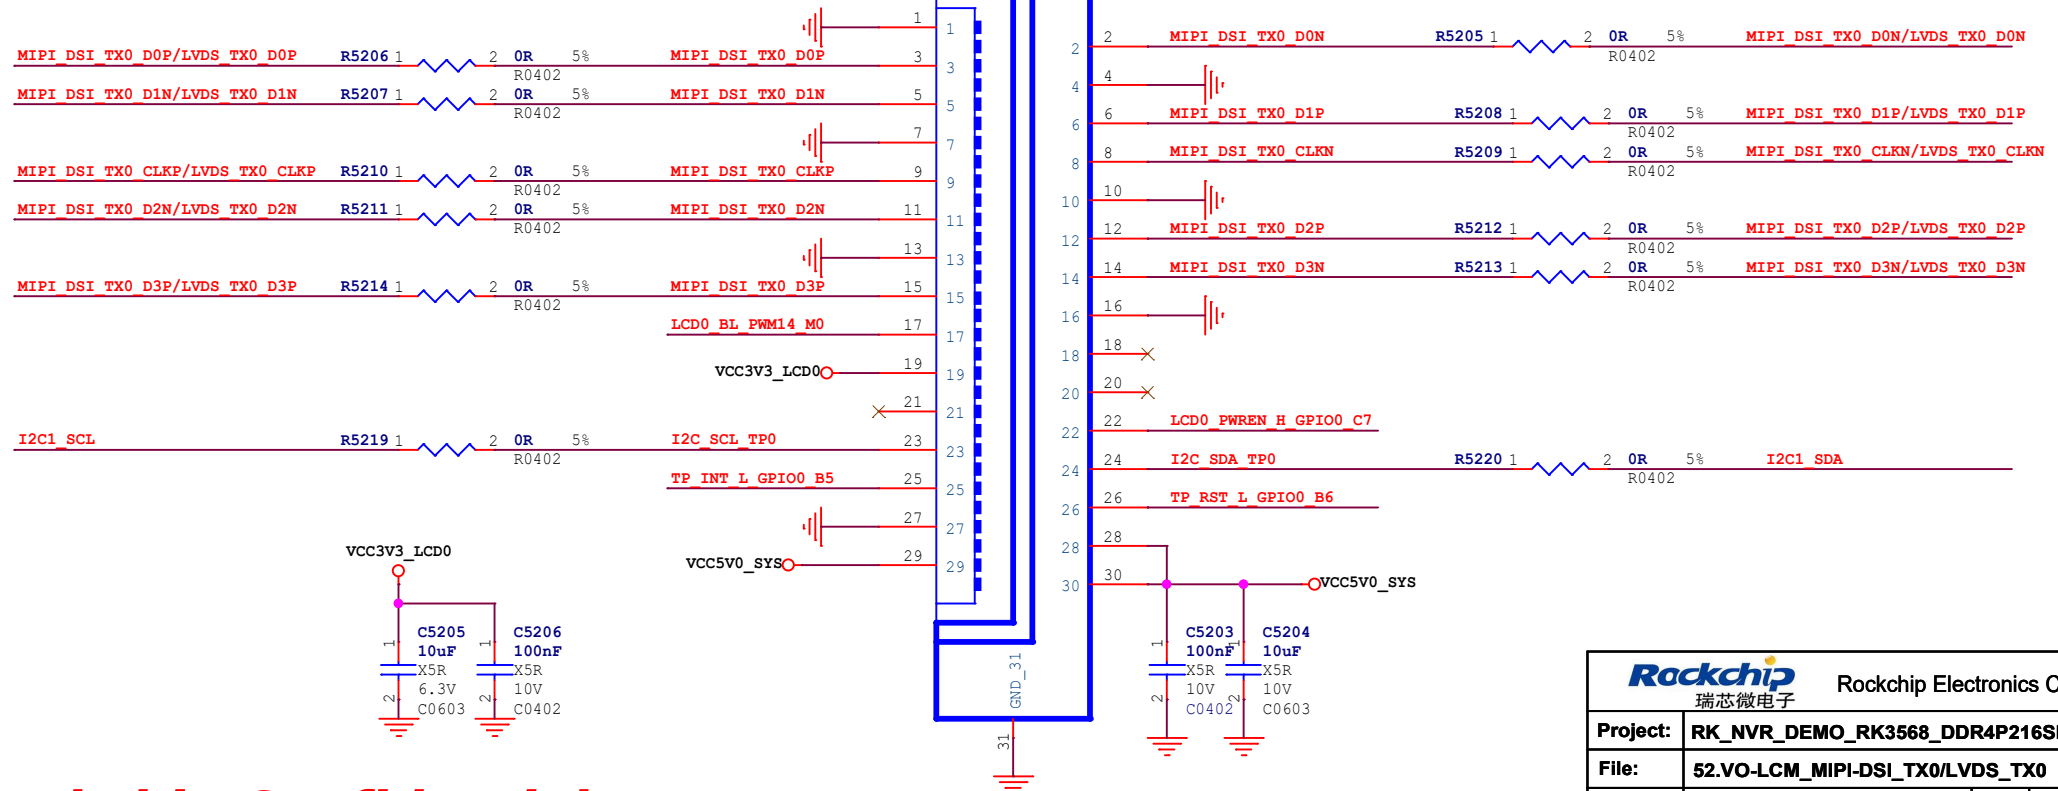 1 1
MIPI_DSI_TX0_D0P/LVDS_TX0_D0P R5206 1 2 0R 5% R0402 MIPI_DSI_TX0_D0P 3 3
MIPI_DSI_TX0_D1N/LVDS_TX0_D1N R5207 1 2 0R 5% R0402 MIPI_DSI_TX0_D1N 5 5
7 7
MIPI_DSI_TX0_CLKP/LVDS_TX0_CLKP R5210 1 2 0R 5% R0402 MIPI_DSI_TX0_CLKP 9 9
MIPI_DSI_TX0_D2N/LVDS_TX0_D2N R5211 1 2 0R 5% R0402 MIPI_DSI_TX0_D2N 11 11
13 13
MIPI_DSI_TX0_D3P/LVDS_TX0_D3P R5214 1 2 0R 5% R0402 MIPI_DSI_TX0_D3P 15 15
LCD0_BL_PWM14_M0 17 17
VCC3V3_LCD0 19 19
21 21
I2C1_SCL R5219 1 2 0R 5% R0402 I2C_SCL_TP0 23 23
TP_INT_L_GPIO0_B5 25 25
27 27
VCC5V0_SYS 29 29
2 2 MIPI_DSI_TX0_D0N R5205 1 2 0R 5% R0402 MIPI_DSI_TX0_D0N/LVDS_TX0_D0N
4 4
6 6 MIPI_DSI_TX0_D1P R5208 1 2 0R 5% R0402 MIPI_DSI_TX0_D1P/LVDS_TX0_D1P
8 8 MIPI_DSI_TX0_CLKN R5209 1 2 0R 5% R0402 MIPI_DSI_TX0_CLKN/LVDS_TX0_CLKN
10 10
12 12 MIPI_DSI_TX0_D2P R5212 1 2 0R 5% R0402 MIPI_DSI_TX0_D2P/LVDS_TX0_D2P
14 14 MIPI_DSI_TX0_D3N R5213 1 2 0R 5% R0402 MIPI_DSI_TX0_D3N/LVDS_TX0_D3N
16 16
18 18
20 20
22 22 LCD0_PWREN_H_GPIO0_C7
24 24 I2C_SDA_TP0 R5220 1 2 0R 5% R0402 I2C1_SDA
26 26 TP_RST_L_GPIO0_B6
28 28
30 30 VCC5V0_SYS
VCC3V3_LCD0
1 2 C5205 10uF X5R 6.3V C0603
1 2 C5206 100nF X5R 10V C0402
GND_31 31
1 2 C5203 100nF X5R 10V C0402
1 2 C5204 10uF X5R 10V C0603
Rockchip
瑞芯微电子
Rockchip Electronics
Project: RK_NVR_DEMO_RK3568_DDR4P216S
File: 52.VO-LCM_MIPI-DSI_TX0/LVDS_TX0